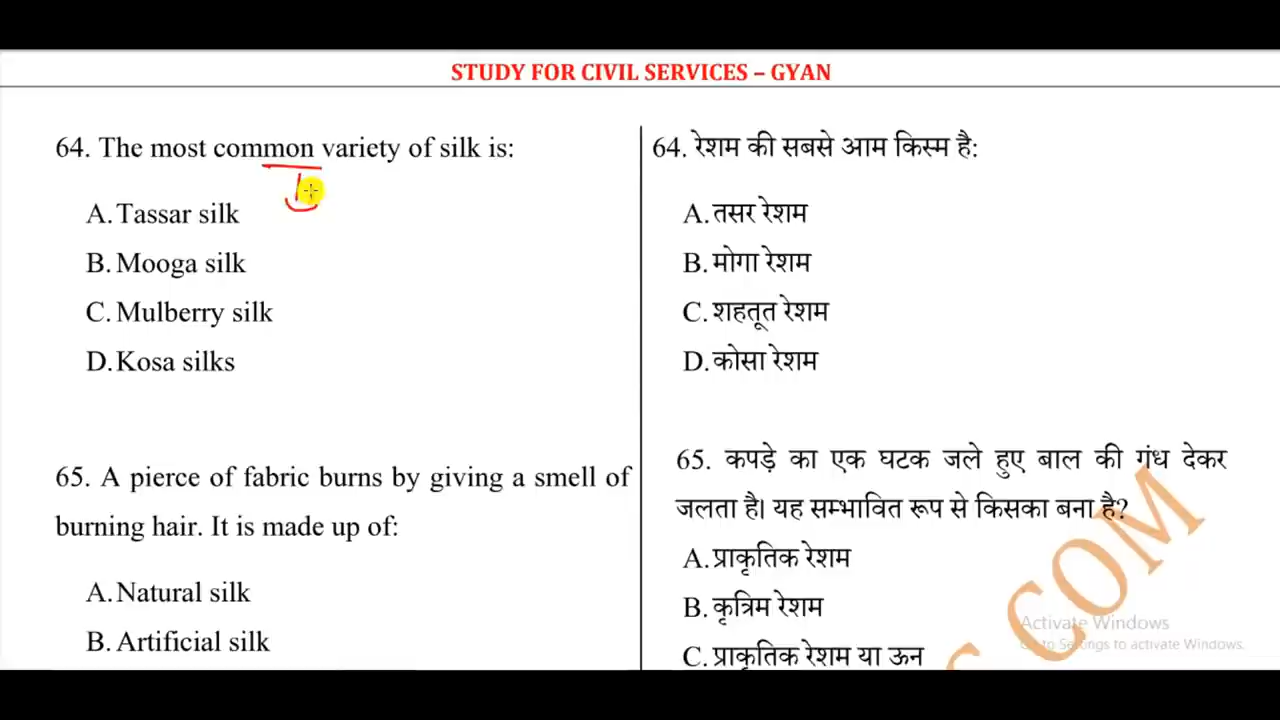 STUDY FOR CIVIL SERVICES – GYAN
64. The most common variety of silk is:
A. Tassar silk
B. Mooga silk
C. Mulberry silk
D. Kosa silks
65. A pierce of fabric burns by giving a smell of
burning hair. It is made up of:
A. Natural silk
B. Artificial silk
64. रेशम की सबसे आम किस्म है:
A. तसर रेशम
B. मोगा रेशम
C. शहतूत रेशम
D. कोसा रेशम
65. कपड़े का एक घटक जले हुए बाल की गंध देकर
जलता है। यह सम्भावित रूप से किसका बना है?
A. प्राकृतिक रेशम
B. कृत्रिम रेशम
C. प्राकृतिक रेशम या ऊन
COM
Activate Windows
Go to Settings to activate Windows.